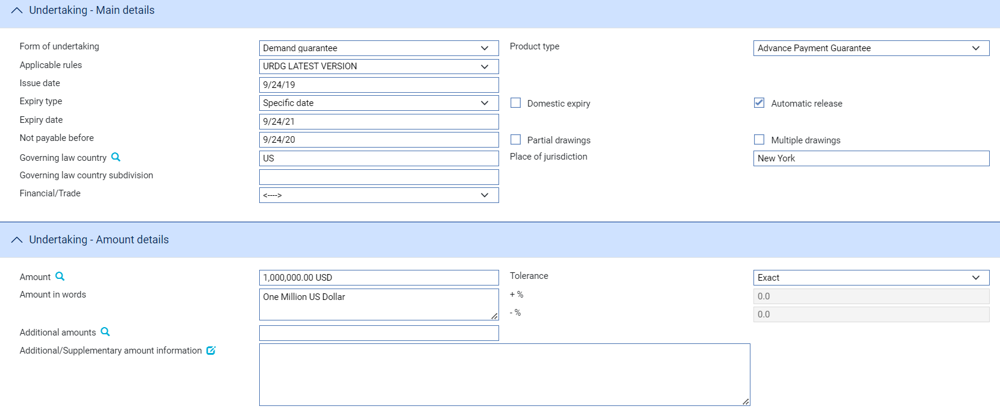 Undertaking - Main details
Form of undertaking Demand guarantee Product type Advance Payment Guarantee
Applicable rules URDG LATEST VERSION
Issue date 9/24/19
Expiry type Specific date Domestic expiry Automatic release
Expiry date 9/24/21
Not payable before 9/24/20 Partial drawings Multiple drawings
Governing law country US Place of jurisdiction New York
Governing law country subdivision
Financial/Trade <---->
Undertaking - Amount details
Amount 1,000,000.00 USD Tolerance Exact
Amount in words One Million US Dollar + % 0.0
- % 0.0
Additional amounts
Additional/Supplementary amount information